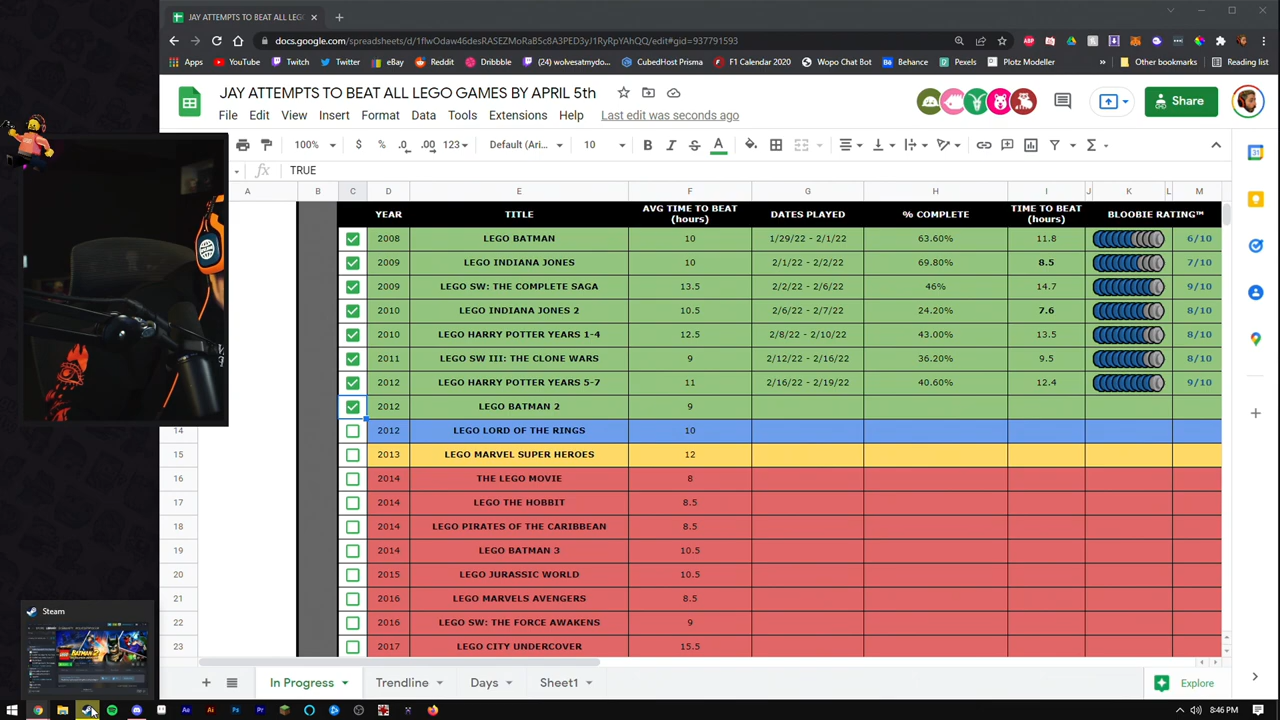 JAY ATTEMPTS TO BEAT ALL LEG
docs.google.com/spreadsheets/d/1flwOdaw46desRASEZMoRaB5c8A3PED3yJ1RyRpYAhQQ/edit#gid=937791593
Apps YouTube Twitch Twitter eBay Reddit Dribbble (2) wolvesatmydo... CubedHost Prisma F1 Calendar 2020 Wopo Chat Box Behance Pexels Plotz Modeller » Other bookmarks Reading list
JAY ATTEMPTS TO BEAT ALL LEGO GAMES BY APRIL 5th
Share
File Edit View Insert Format Data Tools Extensions Help Last edit was seconds ago
100% $ % .0 .00 123 Default (Ari... 10 B I S A
fx TRUE
A B C D E F G H I J K L M
YEAR TITLE AVG TIME TO BEAT (hours) DATES PLAYED % COMPLETE TIME TO BEAT (hours) BLOOBIE RATING™
2008 LEGO BATMAN 10 1/29/22 - 2/1/22 63.60% 11.8 6/10
2009 LEGO INDIANA JONES 10 2/1/22 - 2/2/22 69.80% 8.5 7/10
2009 LEGO SW: THE COMPLETE SAGA 13.5 2/2/22 - 2/6/22 46% 14.7 9/10
2010 LEGO INDIANA JONES 2 10.5 2/6/22 - 2/7/22 24.20% 7.6 8/10
2010 LEGO HARRY POTTER YEARS 1-4 12.5 2/8/22 - 2/10/22 43.00% 13.5 8/10
2011 LEGO SW III: THE CLONE WARS 9 2/12/22 - 2/16/22 36.20% 9.5 8/10
2012 LEGO HARRY POTTER YEARS 5-7 11 2/16/22 - 2/19/22 40.60% 12.4 9/10
2012 LEGO BATMAN 2 9
14 2012 LEGO LORD OF THE RINGS 10
15 2013 LEGO MARVEL SUPER HEROES 12
16 2014 THE LEGO MOVIE 8
17 2014 LEGO THE HOBBIT 8.5
18 2014 LEGO PIRATES OF THE CARIBBEAN 8.5
19 2014 LEGO BATMAN 3 10.5
20 2015 LEGO JURASSIC WORLD 10.5
21 2016 LEGO MARVELS AVENGERS 8.5
22 2016 LEGO SW: THE FORCE AWAKENS 9
23 2017 LEGO CITY UNDERCOVER 15.5
Steam
BATMAN 2
In Progress Trendline Days heet1 Explore
8:46 PM